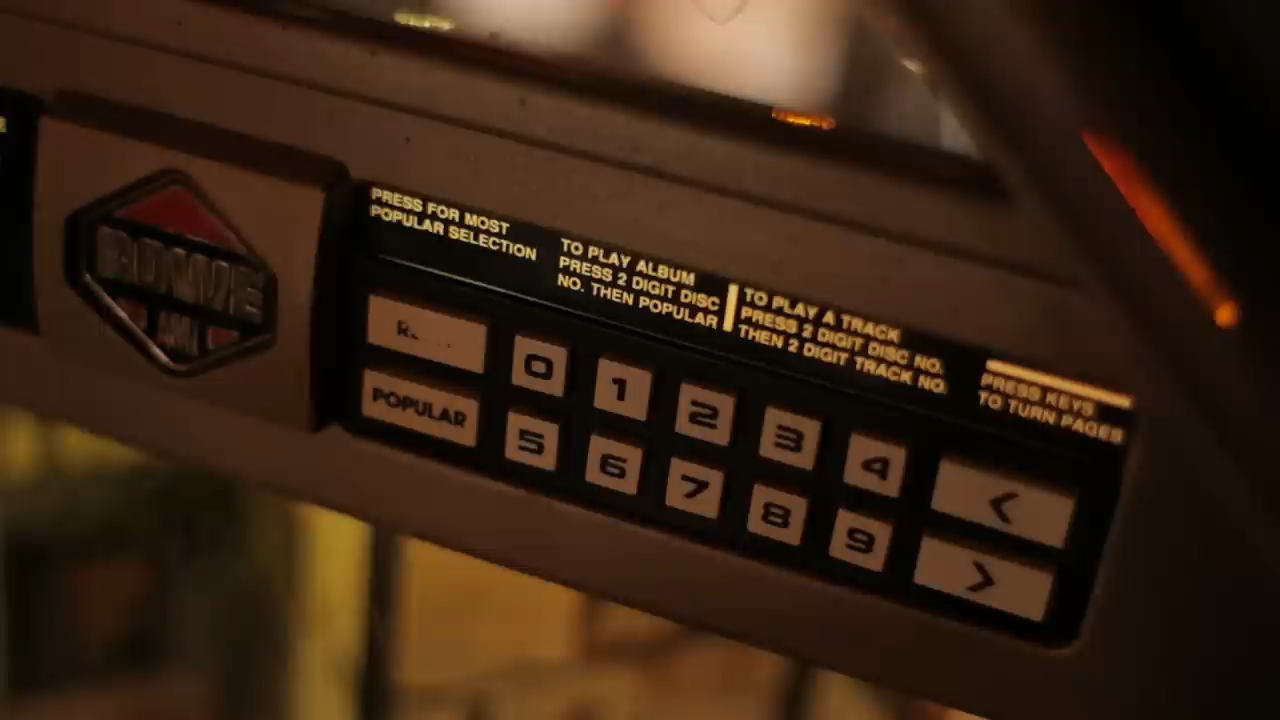 ROWE
AMI
PRESS FOR MOST
POPULAR SELECTION
TO PLAY ALBUM
PRESS 2 DIGIT DISC
NO. THEN POPULAR
TO PLAY A TRACK
PRESS 2 DIGIT DISC NO.
THEN 2 DIGIT TRACK NO.
PRESS KEYS
TO TURN PAGES
0 1 2 3 4 <
POPULAR 5 6 7 8 9 >